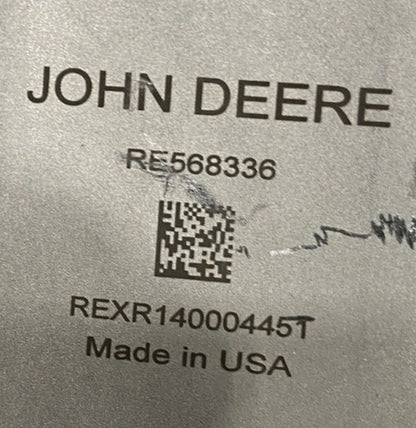 JOHN DEERE
RE568336
REXR14000445T
Made in USA